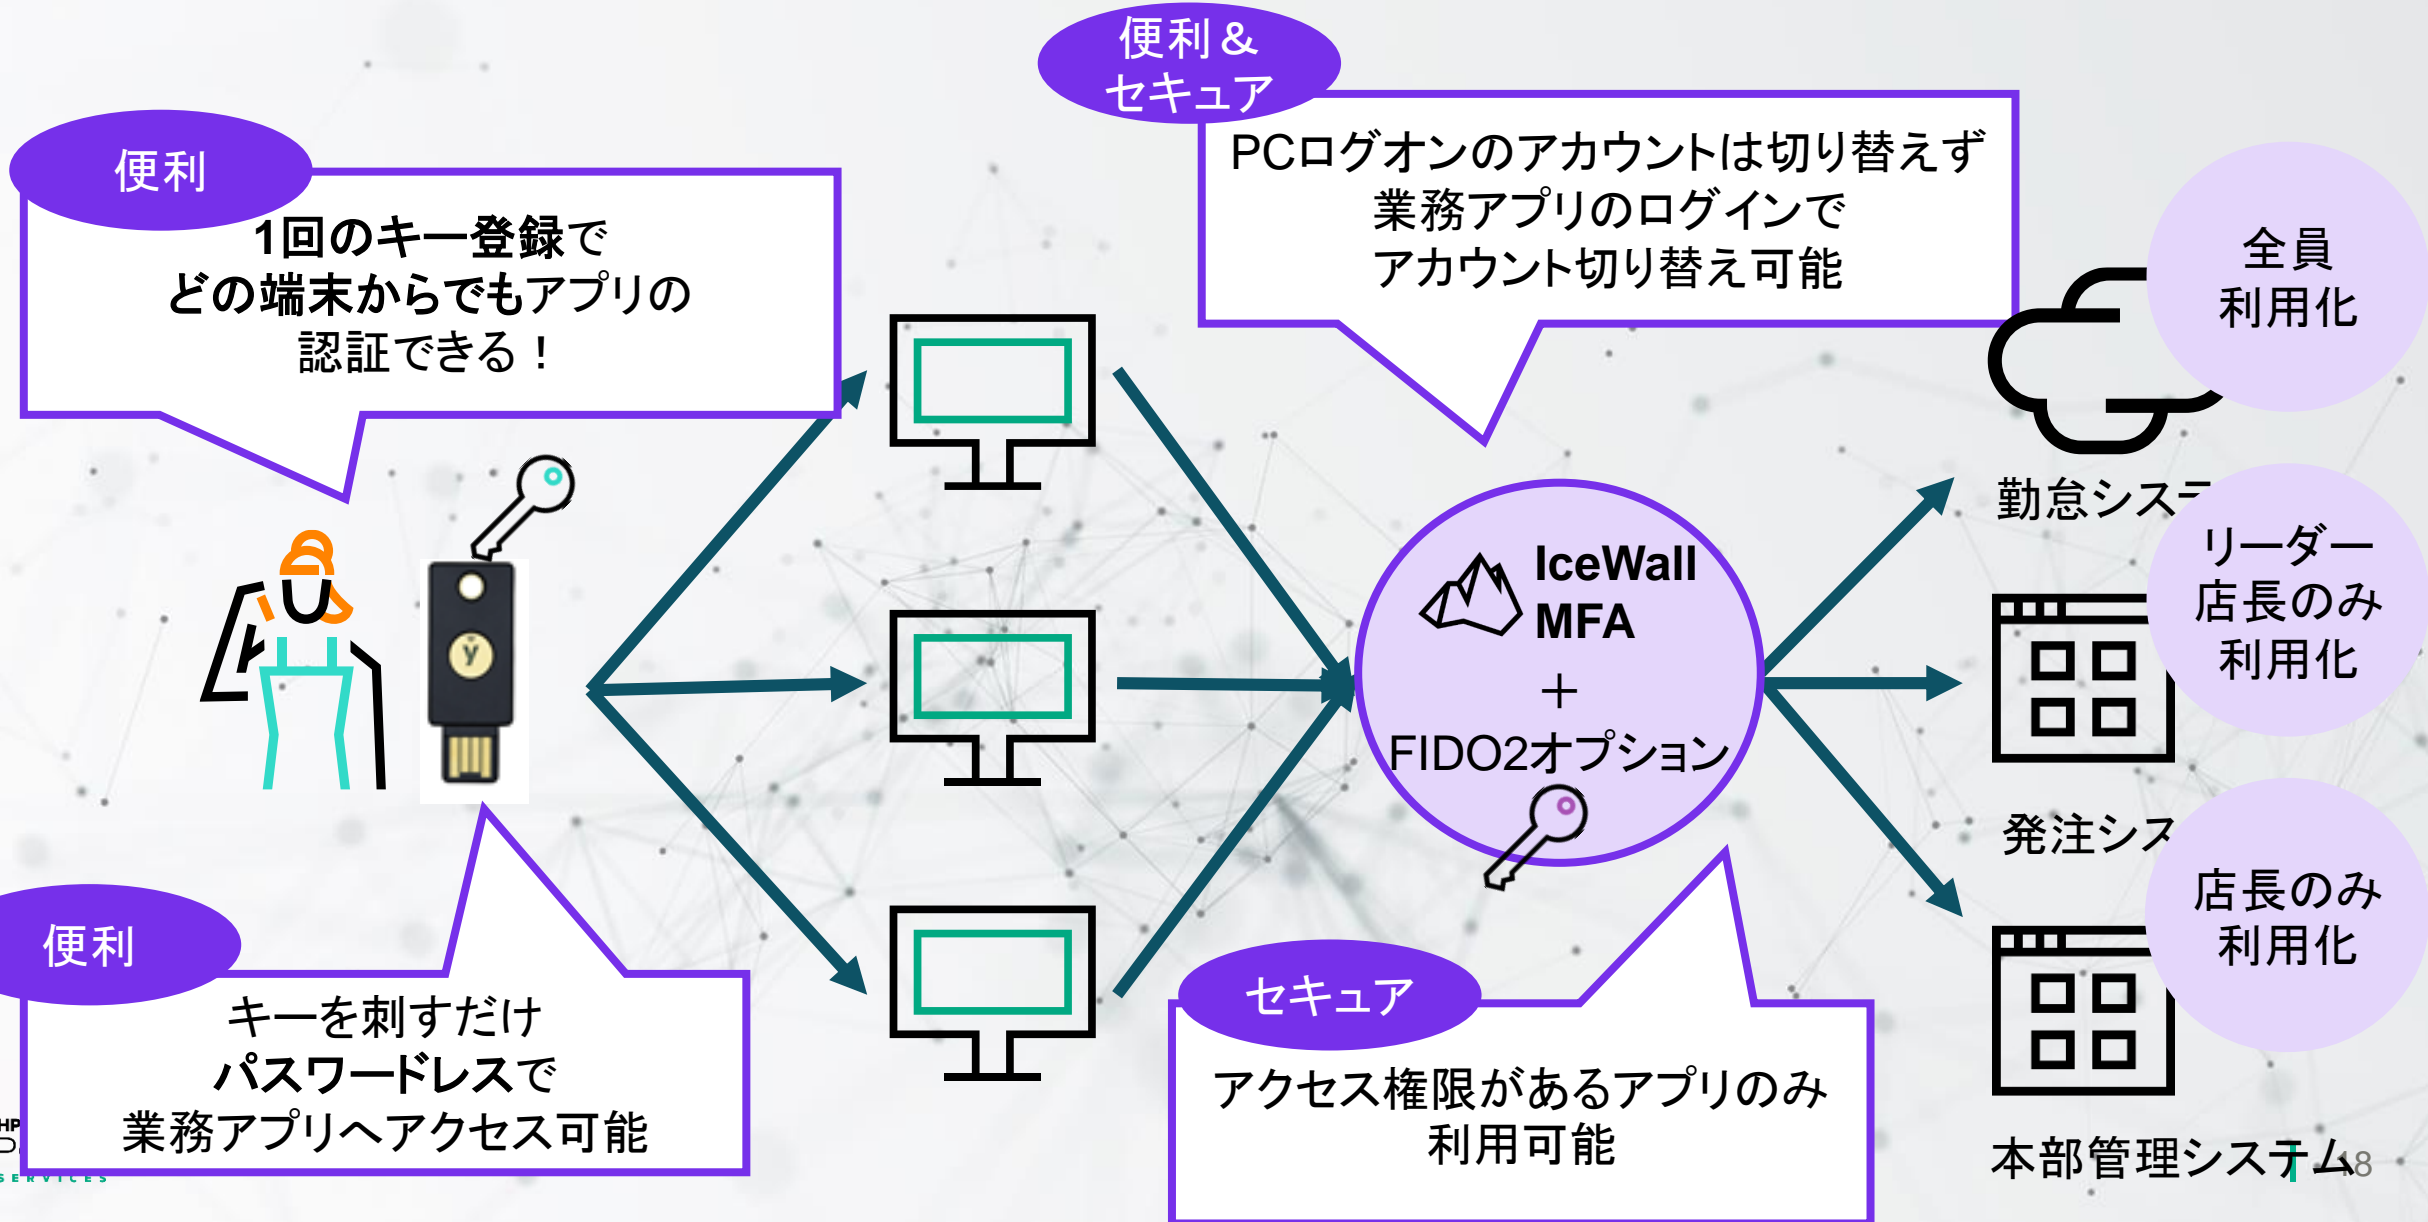 便利＆
セキュア
PCログオンのアカウントは切り替えず
業務アプリのログインで
アカウント切り替え可能
便利
1回のキー登録で
どの端末からでもアプリの
認証できる！
全員
利用化
勤怠システ
リーダー
店長のみ
利用化
IceWall
MFA
＋
FIDO2オプション
y
発注シス
店長のみ
利用化
便利
キーを刺すだけ
パスワードレスで
業務アプリへアクセス可能
セキュア
アクセス権限があるアプリのみ
利用可能
本部管理システム
HP
SERVICES